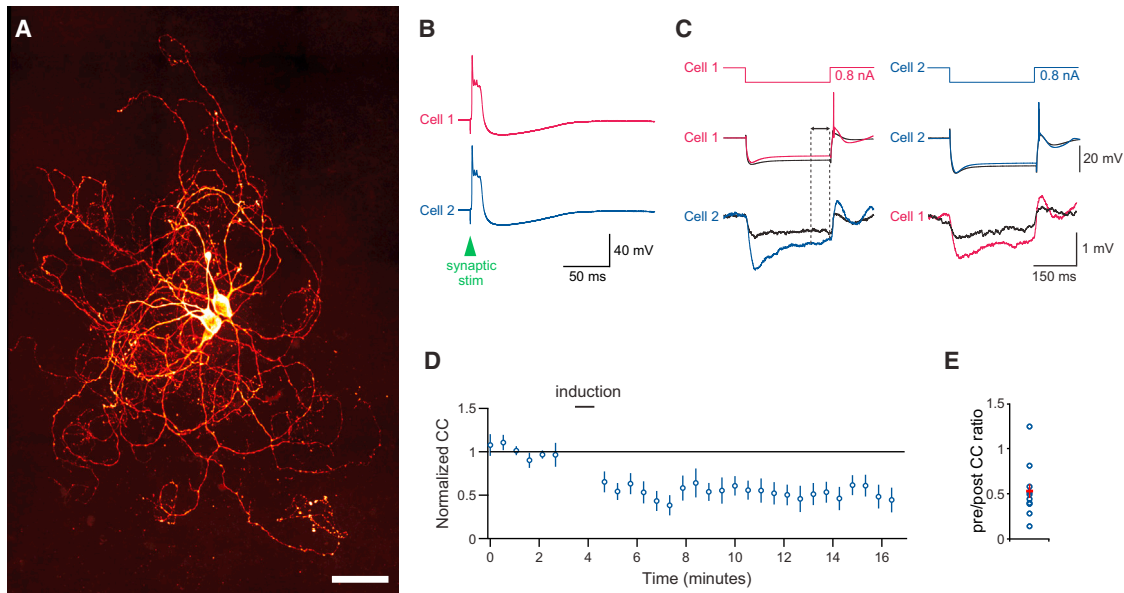 A
B
Cell 1
Cell 2
synaptic
stim
40 mV
50 ms
C
Cell 1
0.8 nA
Cell 2
0.8 nA
Cell 1
Cell 2
20 mV
Cell 2
Cell 1
1 mV
150 ms
D
induction
Normalized CC
1.5
1
0.5
0
0 2 4 6 8 10 12 14 16
Time (minutes)
E
pre/post CC ratio
1.5
1.0
0.5
0